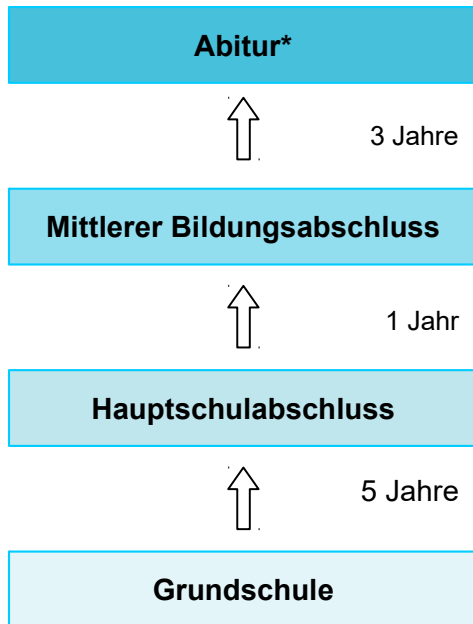 Abitur*
3 Jahre
Mittlerer Bildungsabschluss
1 Jahr
Hauptschulabschluss
5 Jahre
Grundschule